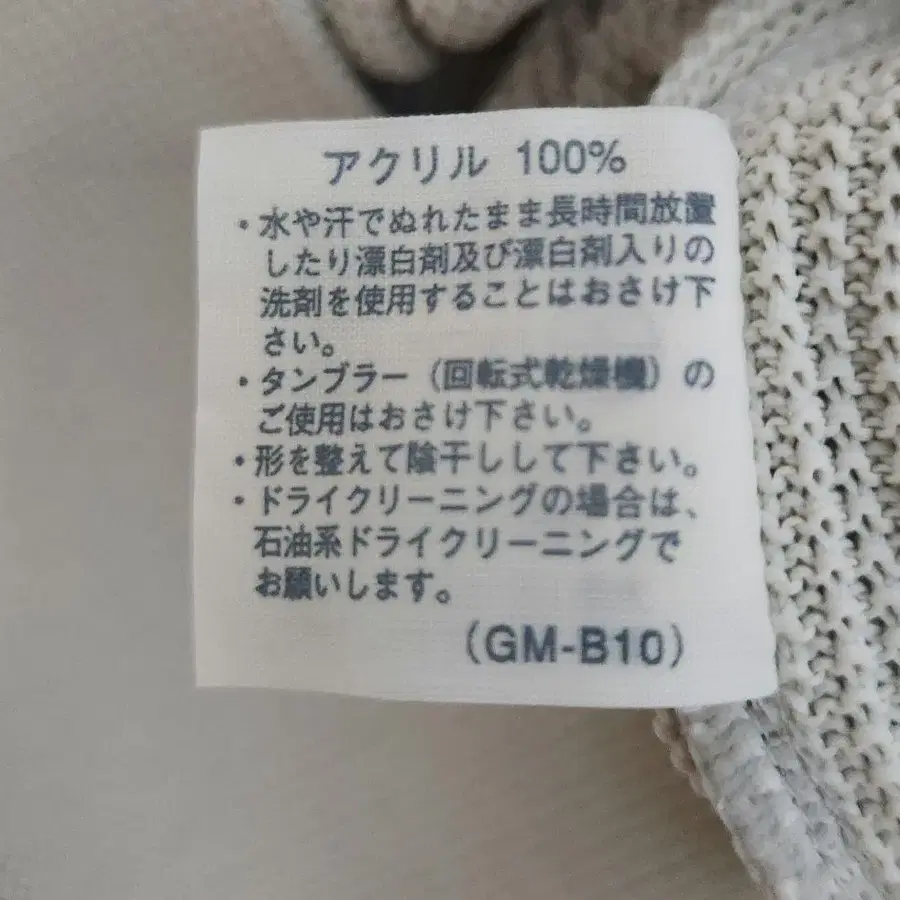 アクリル 100%
・水や汗でぬれたまま長時間放置
したり漂白剤及び漂白剤入りの
洗剤を使用することはおさけ下
さい。
・タンブラー（回転式乾燥機）の
ご使用はおさけ下さい。
・形を整えて陰干しして下さい。
・ドライクリーニングの場合は、
石油系ドライクリーニングで
お願いします。
（GM-B10）